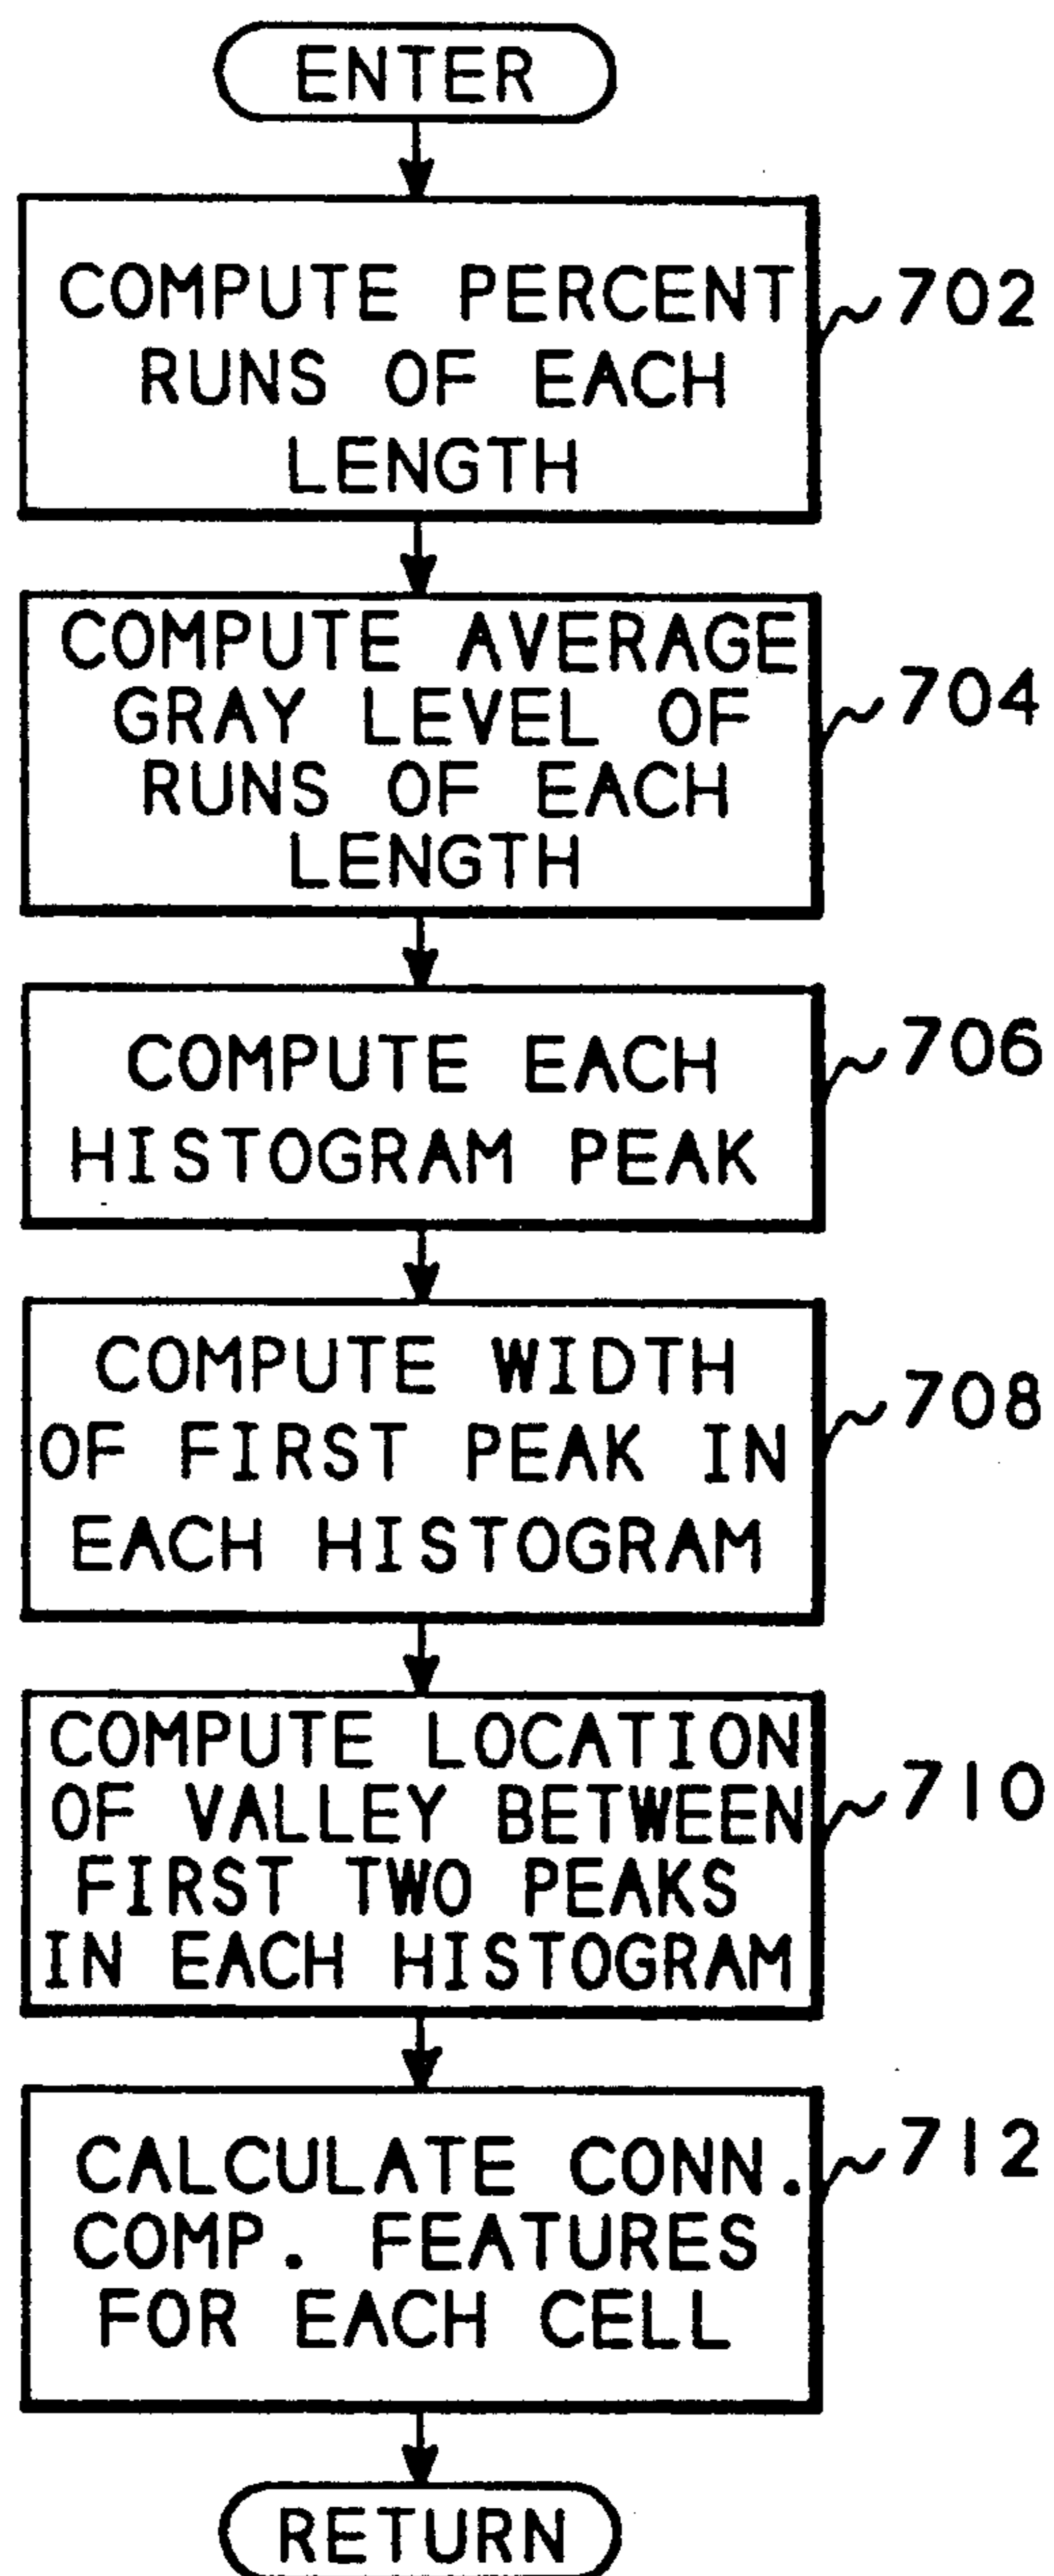 ENTER
COMPUTE PERCENT
RUNS OF EACH
LENGTH
702
COMPUTE AVERAGE
GRAY LEVEL OF
RUNS OF EACH
LENGTH
704
COMPUTE EACH
HISTOGRAM PEAK
706
COMPUTE WIDTH
OF FIRST PEAK IN
EACH HISTOGRAM
708
COMPUTE LOCATION
OF VALLEY BETWEEN
FIRST TWO PEAKS
IN EACH HISTOGRAM
710
CALCULATE CONN.
COMP. FEATURES
FOR EACH CELL
712
RETURN